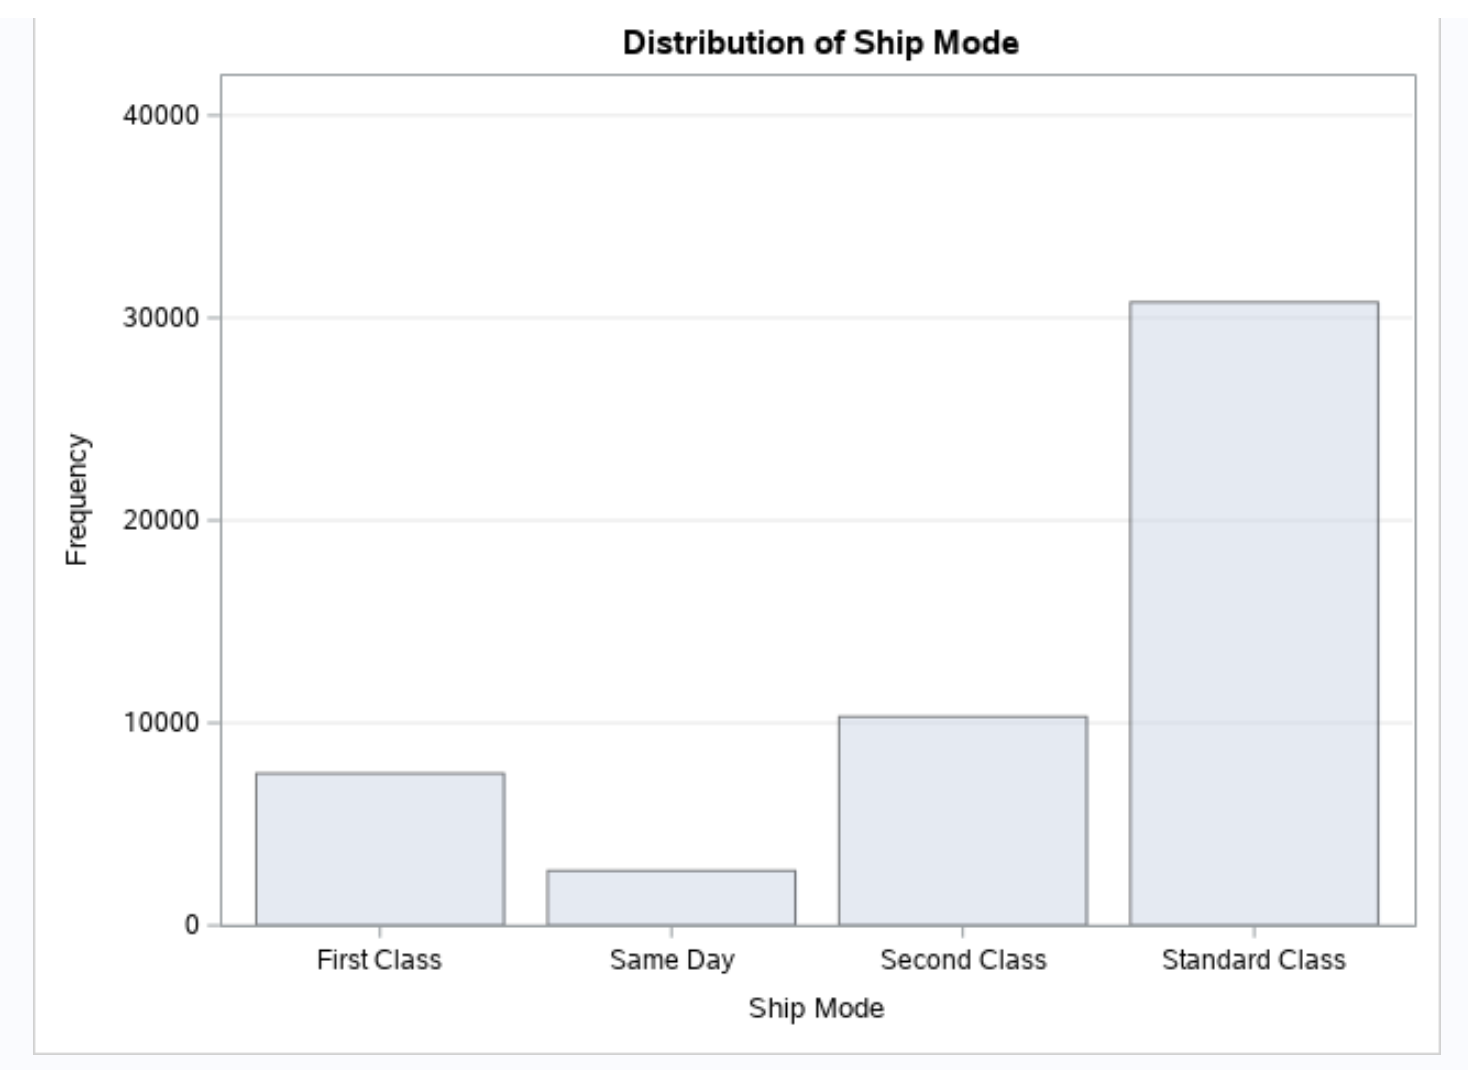 Distribution of Ship Mode
40000
30000
20000
10000
0
Frequency
First Class Same Day Second Class Standard Class
Ship Mode